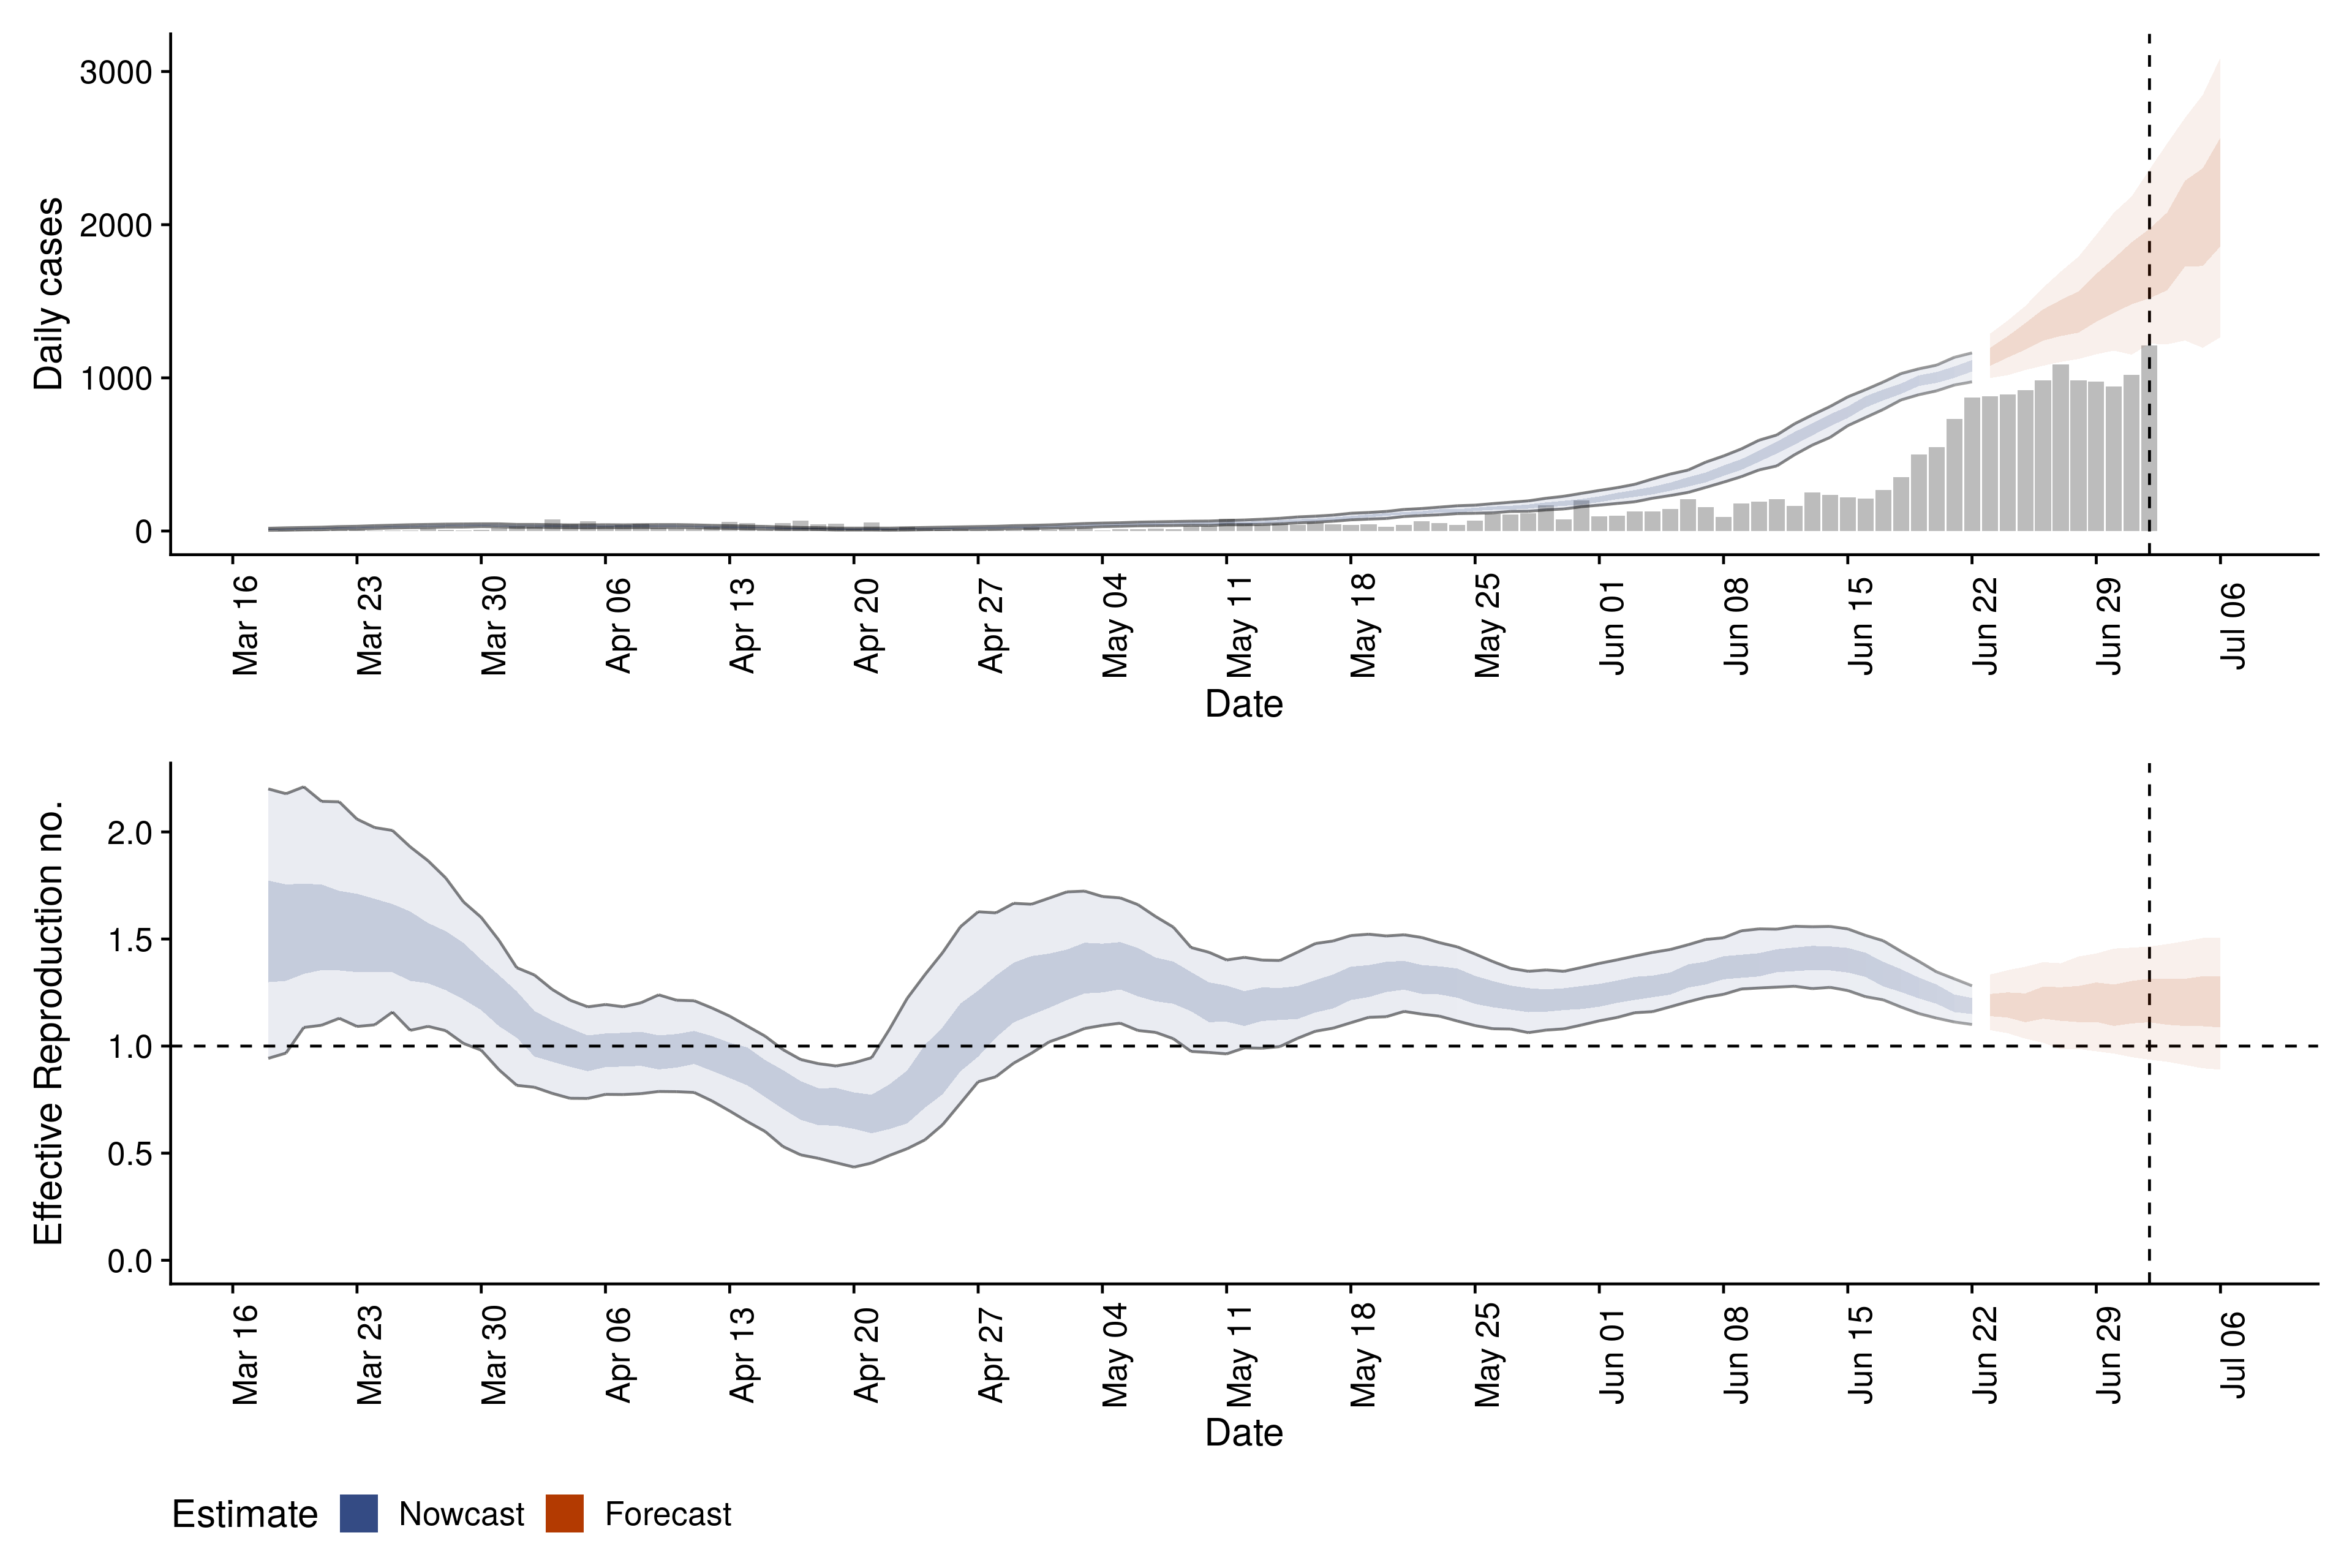 Daily cases
3000
2000
1000
0
Mar 16 Mar 23 Mar 30 Apr 06 Apr 13 Apr 20 Apr 27 May 04 May 11 May 18 May 25 Jun 01 Jun 08 Jun 15 Jun 22 Jun 29 Jul 06
Date
Effective Reproduction no.
2.0
1.5
1.0
0.5
0.0
Mar 16 Mar 23 Mar 30 Apr 06 Apr 13 Apr 20 Apr 27 May 04 May 11 May 18 May 25 Jun 01 Jun 08 Jun 15 Jun 22 Jun 29 Jul 06
Date
Estimate Nowcast Forecast